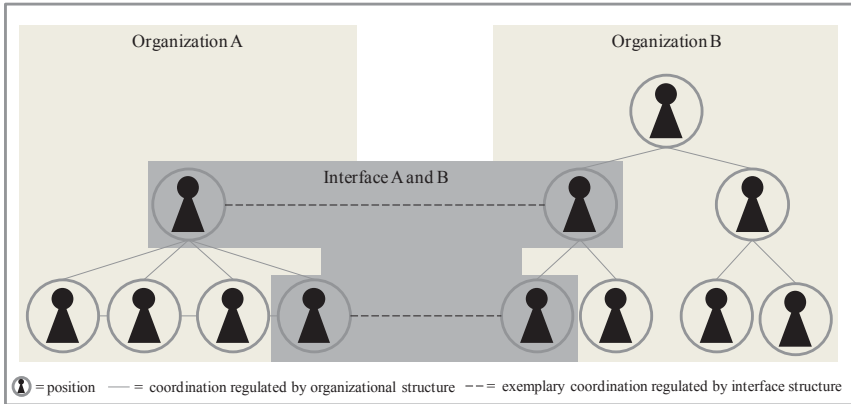 Organization A
Organization B
Interface A and B
= position
= coordination regulated by organizational structure
= exemplary coordination regulated by interface structure